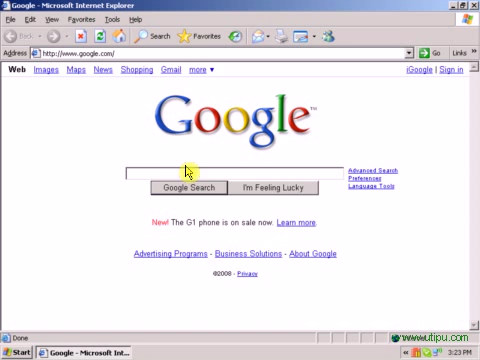 Google - Microsoft Internet Explorer
File Edit View Favorites Tools Help
Back Search Favorites
Address http://www.google.com/ Go Links »
Web Images Maps News Shopping Gmail more ▼ iGoogle | Sign in
Google™
Advanced Search
Preferences
Language Tools
Google Search I'm Feeling Lucky
New! The G1 phone is on sale now. Learn more.
Advertising Programs - Business Solutions - About Google
©2008 - Privacy
Done
www.utipu.com
Start Google - Microsoft Int... « 3:23 PM